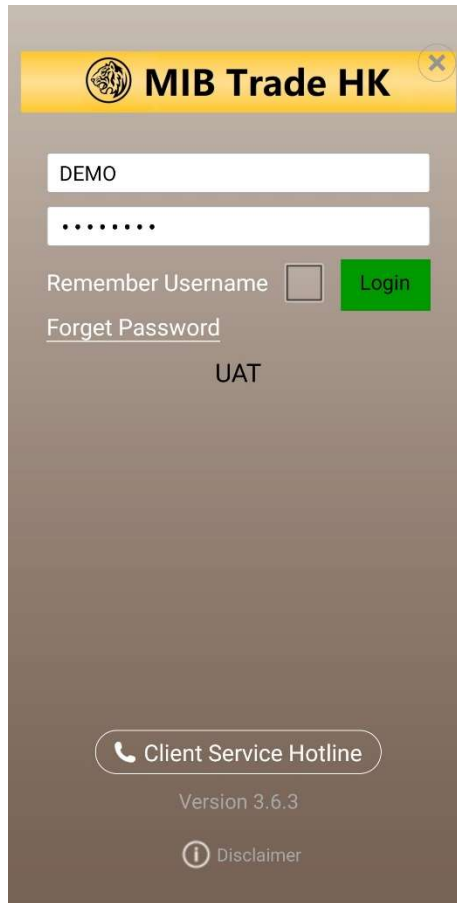 MIB Trade HK
DEMO
••••••••
Remember Username Login
Forget Password
UAT
Client Service Hotline
Version 3.6.3
Disclaimer